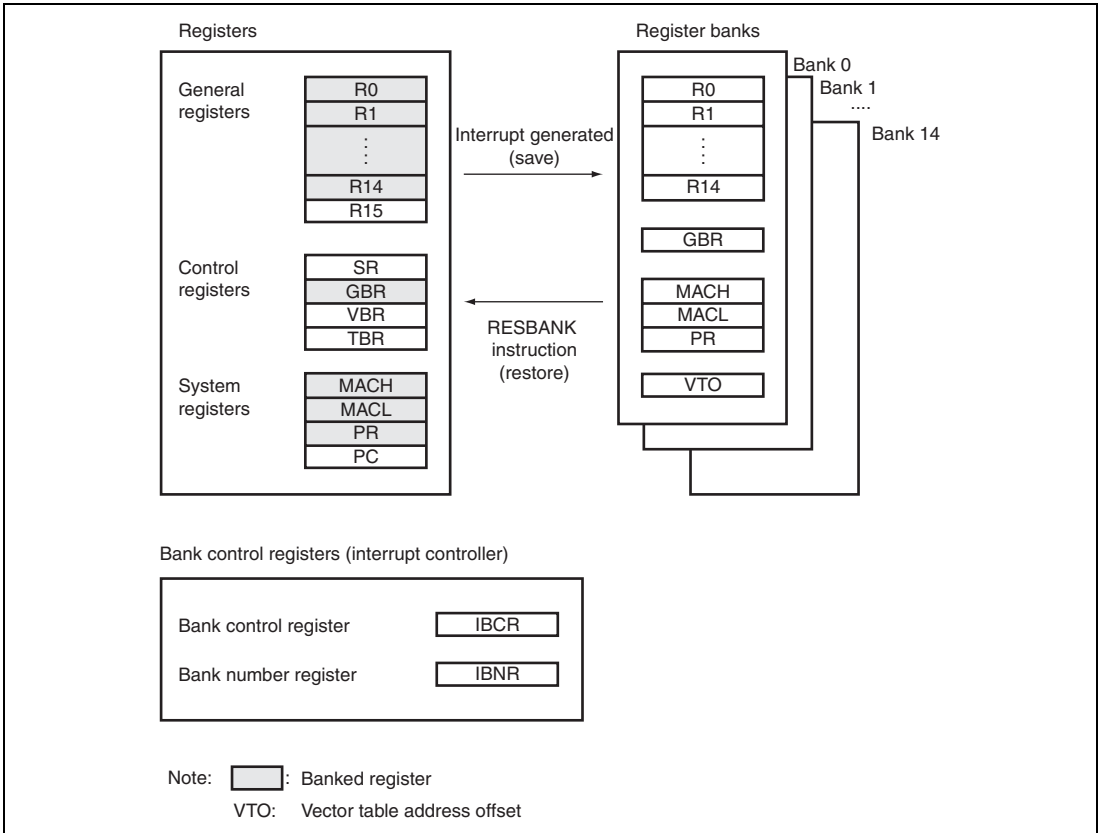 Registers
General
registers
R0
R1
⋮
R14
R15
Control
registers
SR
GBR
VBR
TBR
System
registers
MACH
MACL
PR
PC
Interrupt generated
(save)
RESBANK
instruction
(restore)
Register banks
Bank 0
Bank 1
....
Bank 14
R0
R1
⋮
R14
GBR
MACH
MACL
PR
VTO
Bank control registers (interrupt controller)
Bank control register IBCR
Bank number register IBNR
Note: : Banked register
VTO: Vector table address offset